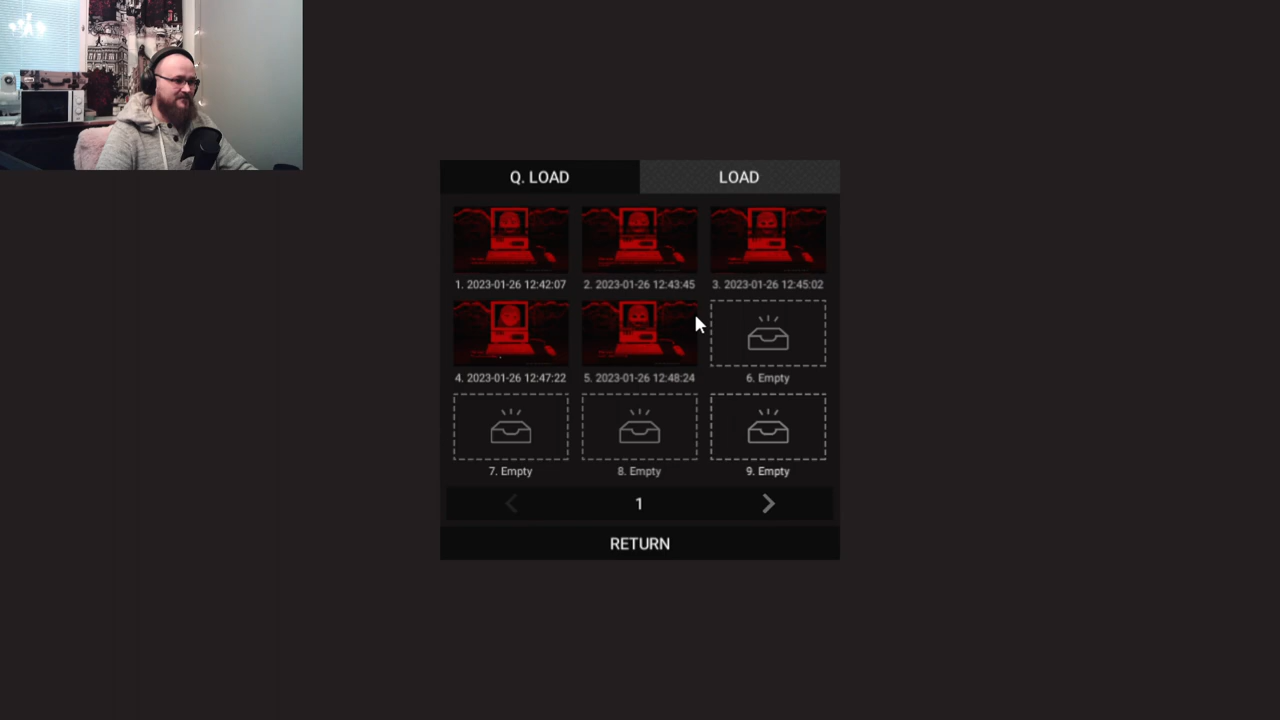 Q. LOAD
LOAD
1. 2023-01-26 12:42:07
2. 2023-01-26 12:43:45
3. 2023-01-26 12:45:02
4. 2023-01-26 12:47:22
5. 2023-01-26 12:48:24
6. Empty
7. Empty
8. Empty
9. Empty
1
RETURN